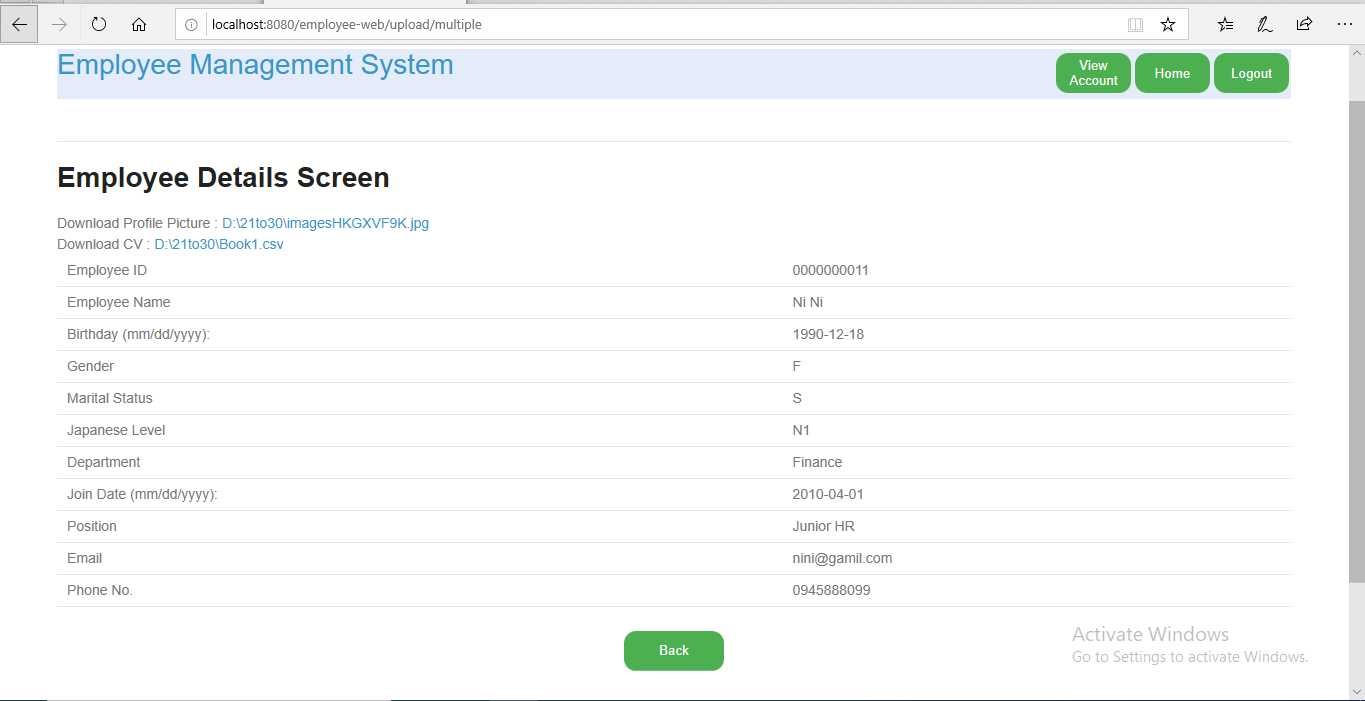 localhost:8080/employee-web/upload/multiple
Employee Management System
View Account
Home
Logout
Employee Details Screen
Download Profile Picture : D:\21to30\imagesHKGXVF9K.jpg
Download CV : D:\21to30\Book1.csv
Employee ID 0000000011
Employee Name Ni Ni
Birthday (mm/dd/yyyy): 1990-12-18
Gender F
Marital Status S
Japanese Level N1
Department Finance
Join Date (mm/dd/yyyy): 2010-04-01
Position Junior HR
Email nini@gamil.com
Phone No. 0945888099
Back
Activate Windows
Go to Settings to activate Windows.